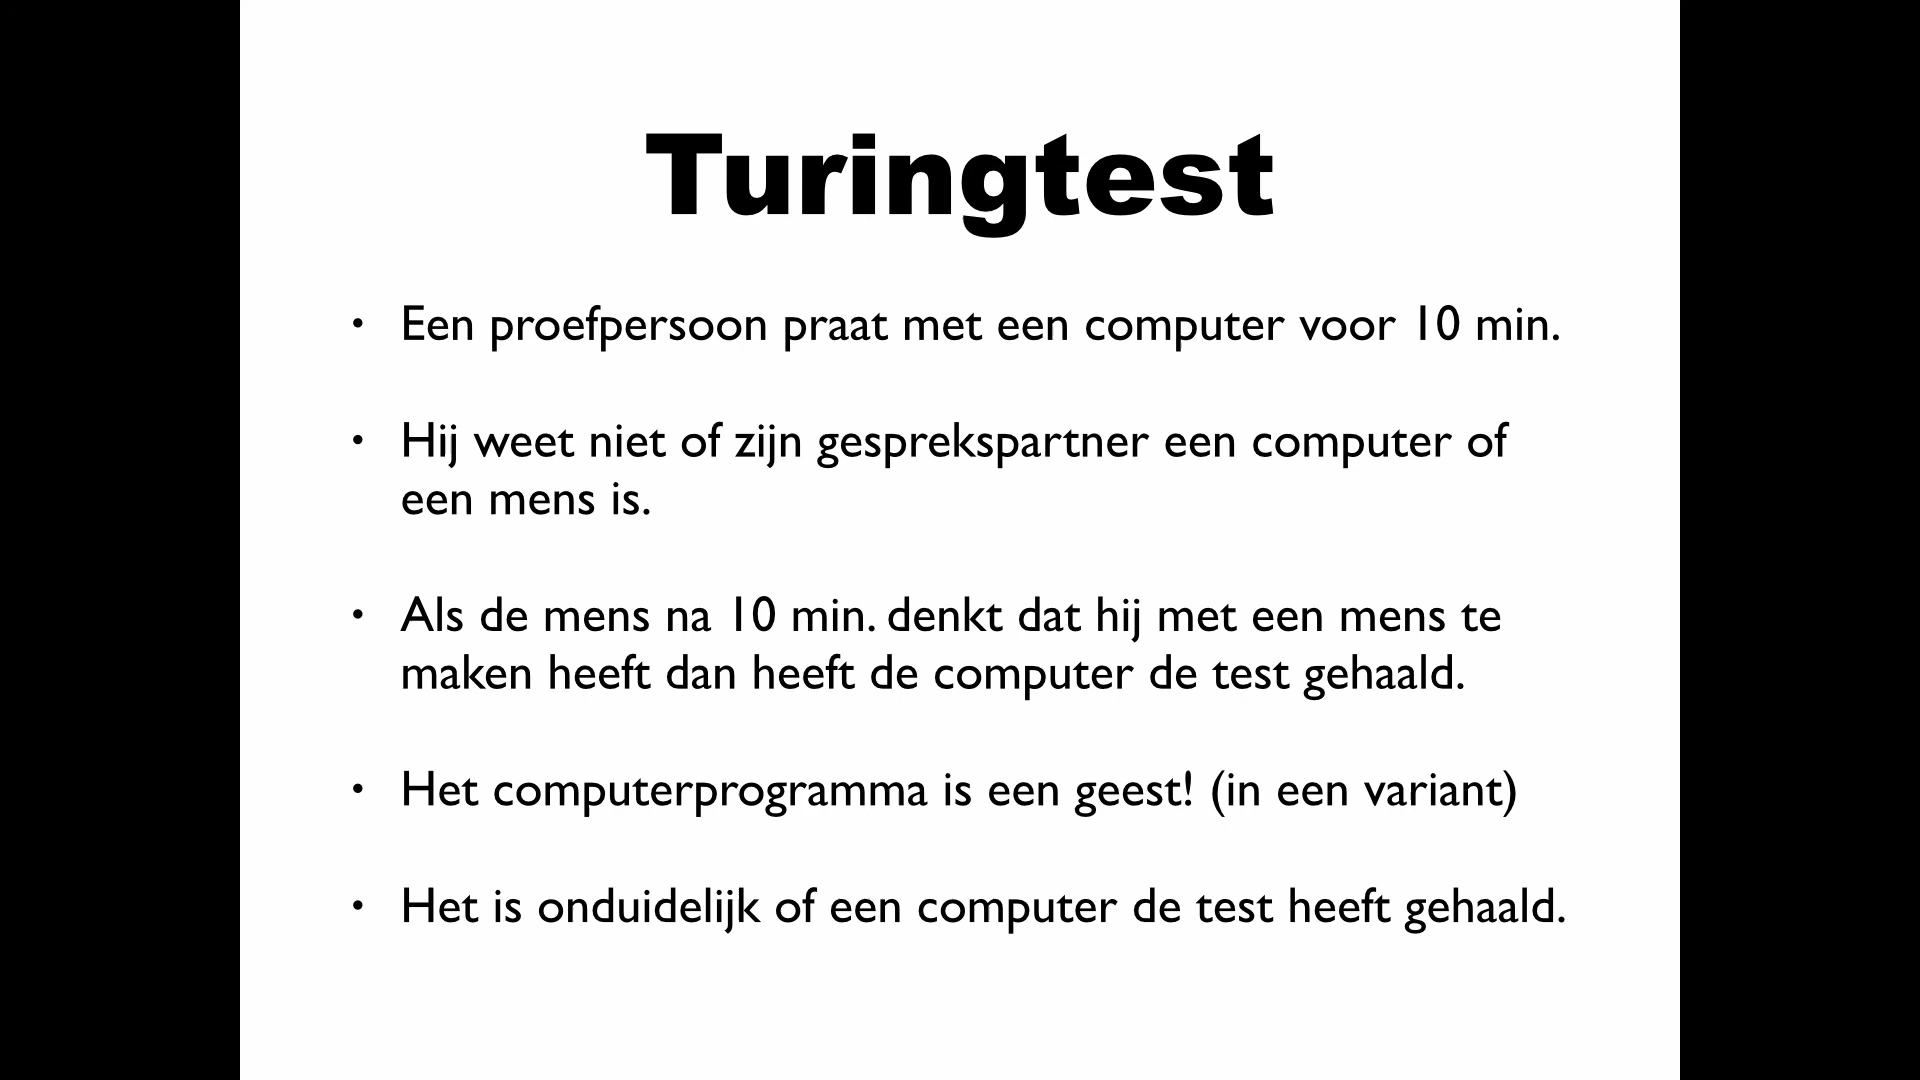 Turingtest
• Een proefpersoon praat met een computer voor 10 min.
• Hij weet niet of zijn gesprekspartner een computer of
een mens is.
• Als de mens na 10 min. denkt dat hij met een mens te
maken heeft dan heeft de computer de test gehaald.
• Het computerprogramma is een geest! (in een variant)
• Het is onduidelijk of een computer de test heeft gehaald.